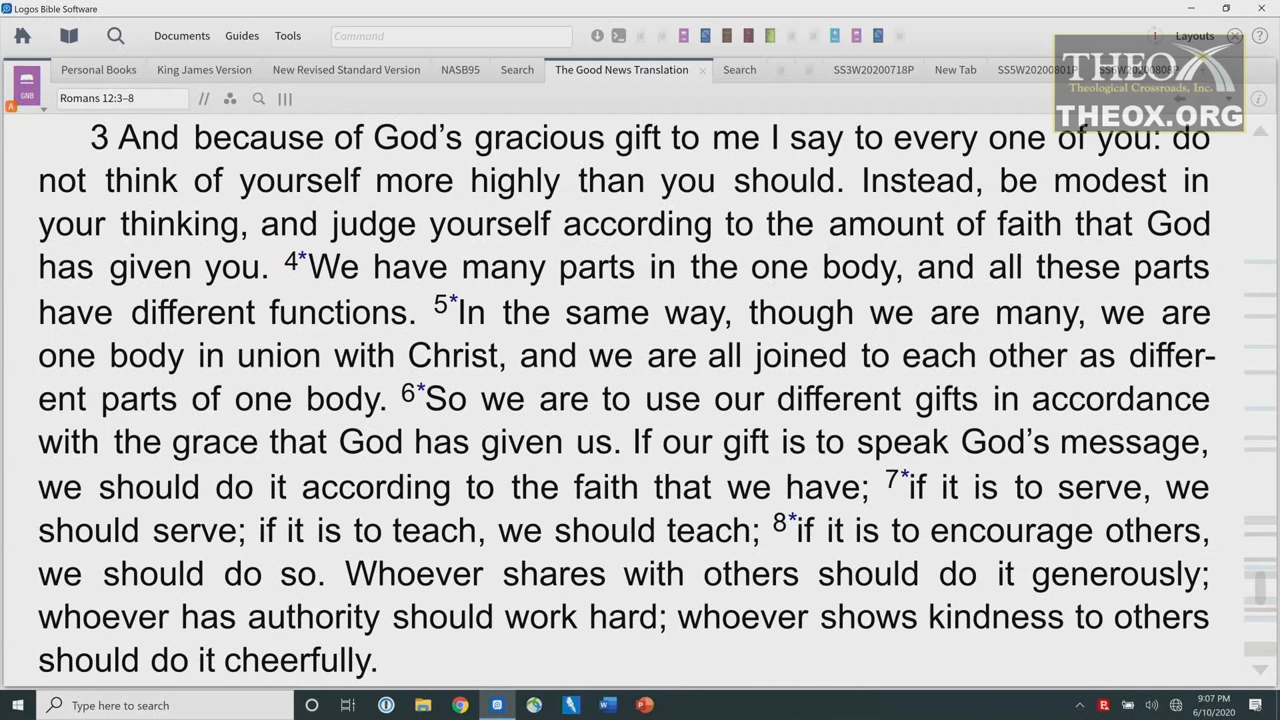 Logos Bible Software
Documents Guides Tools Command Layouts
Personal Books King James Version New Revised Standard Version NASB95 Search The Good News Translation Search SS3W20200718P New Tab SS5W20200801P SS6W20200808P
THEOX
Theological Crossroads, Inc.
THEOX.ORG
GNB
A
Romans 12:3–8
3 And because of God's gracious gift to me I say to every one of you: do
not think of yourself more highly than you should. Instead, be modest in
your thinking, and judge yourself according to the amount of faith that God
has given you. 4*We have many parts in the one body, and all these parts
have different functions. 5*In the same way, though we are many, we are
one body in union with Christ, and we are all joined to each other as differ-
ent parts of one body. 6*So we are to use our different gifts in accordance
with the grace that God has given us. If our gift is to speak God's message,
we should do it according to the faith that we have; 7*if it is to serve, we
should serve; if it is to teach, we should teach; 8*if it is to encourage others,
we should do so. Whoever shares with others should do it generously;
whoever has authority should work hard; whoever shows kindness to others
should do it cheerfully.
Type here to search
9:07 PM
6/10/2020